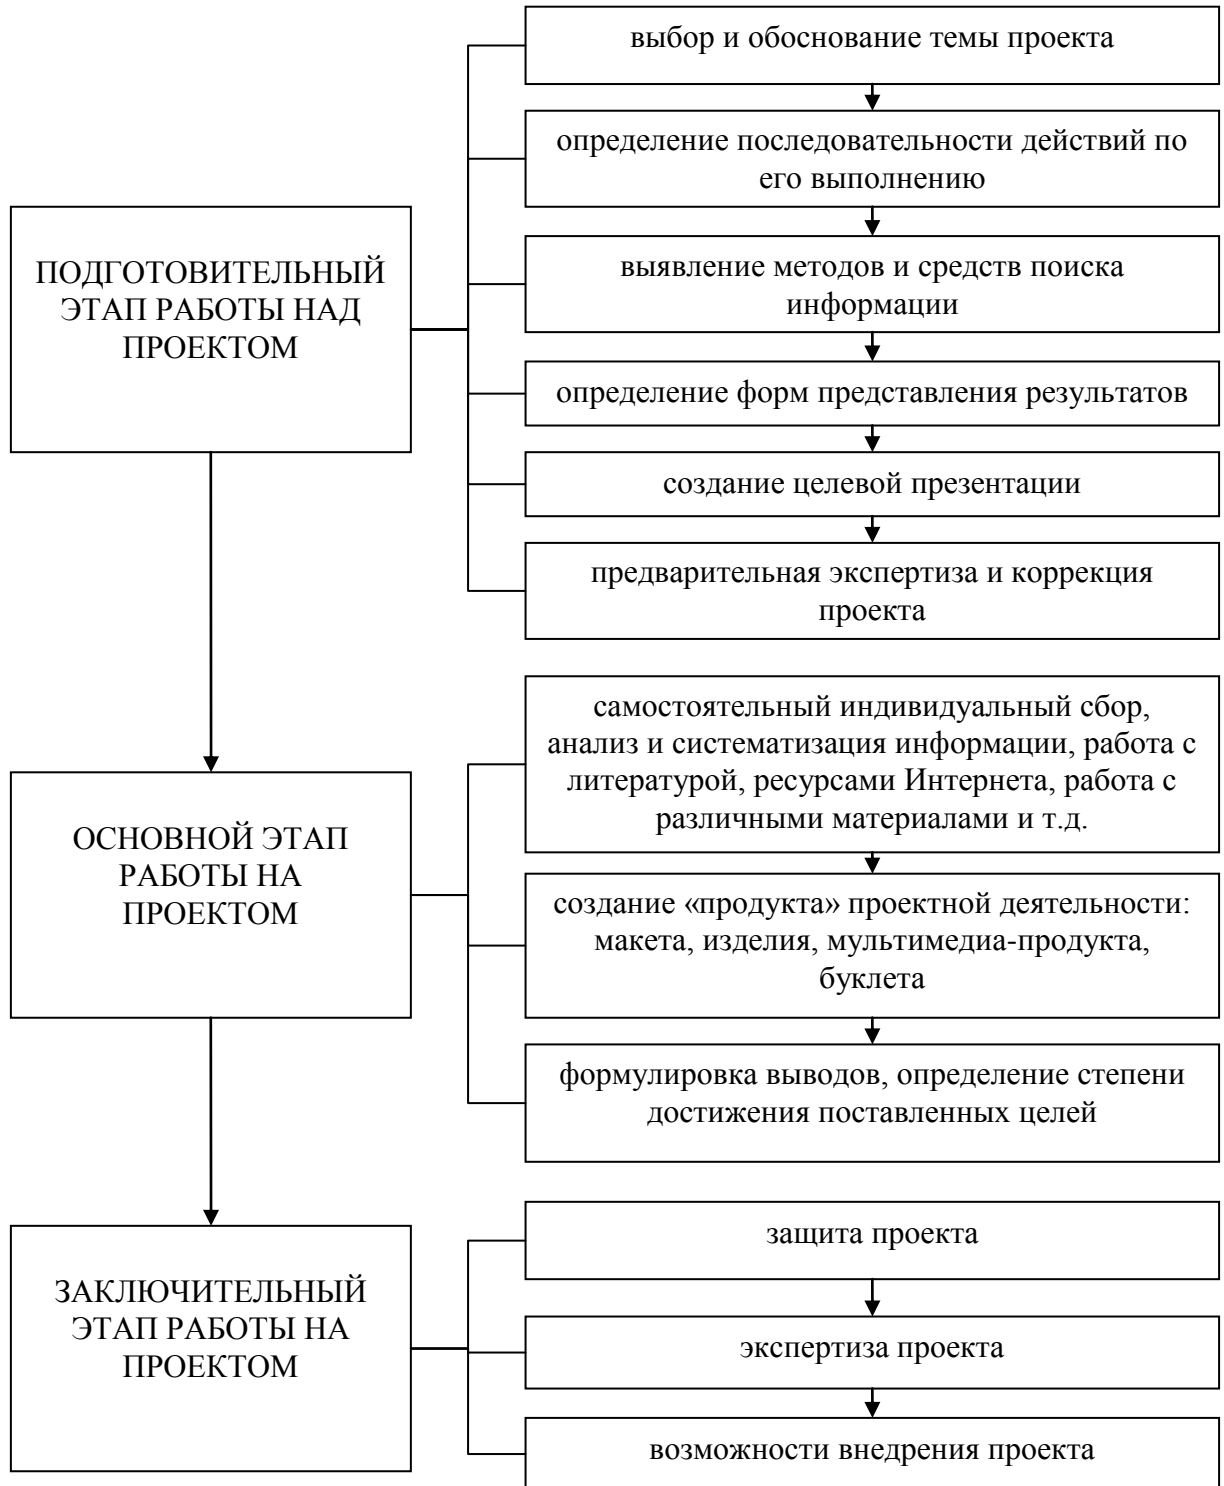 выбор и обоснование темы проекта
определение последовательности действий по
его выполнению
ПОДГОТОВИТЕЛЬНЫЙ
ЭТАП РАБОТЫ НАД
ПРОЕКТОМ
выявление методов и средств поиска
информации
определение форм представления результатов
создание целевой презентации
предварительная экспертиза и коррекция
проекта
самостоятельный индивидуальный сбор,
анализ и систематизация информации, работа с
литературой, ресурсами Интернета, работа с
различными материалами и т.д.
ОСНОВНОЙ ЭТАП
РАБОТЫ НА
ПРОЕКТОМ
создание «продукта» проектной деятельности:
макета, изделия, мультимедиа-продукта,
буклета
формулировка выводов, определение степени
достижения поставленных целей
защита проекта
ЗАКЛЮЧИТЕЛЬНЫЙ
ЭТАП РАБОТЫ НА
ПРОЕКТОМ
экспертиза проекта
возможности внедрения проекта